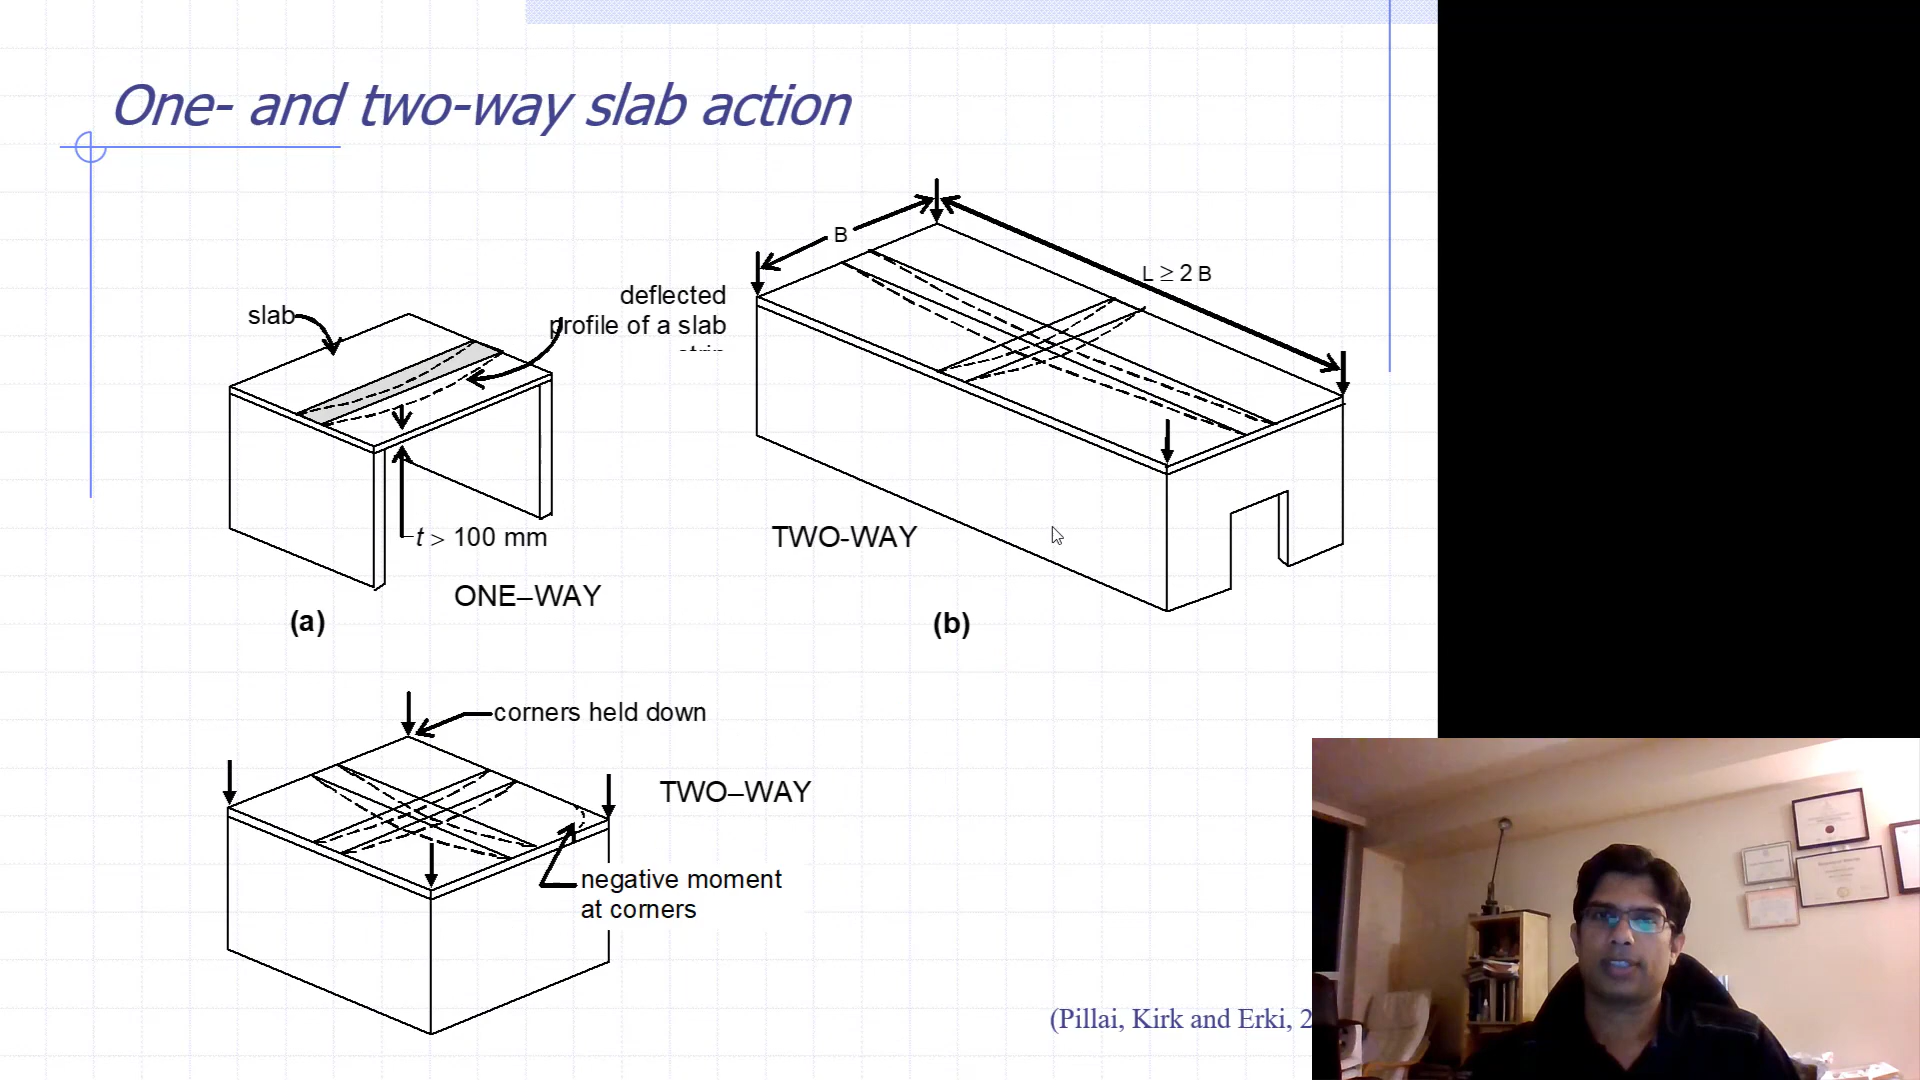 One- and two-way slab action
B
L ≥ 2 B
deflected
profile of a slab
slab
t > 100 mm
TWO-WAY
ONE–WAY
(a)
(b)
corners held down
TWO–WAY
negative moment
at corners
(Pillai, Kirk and Erki, 2